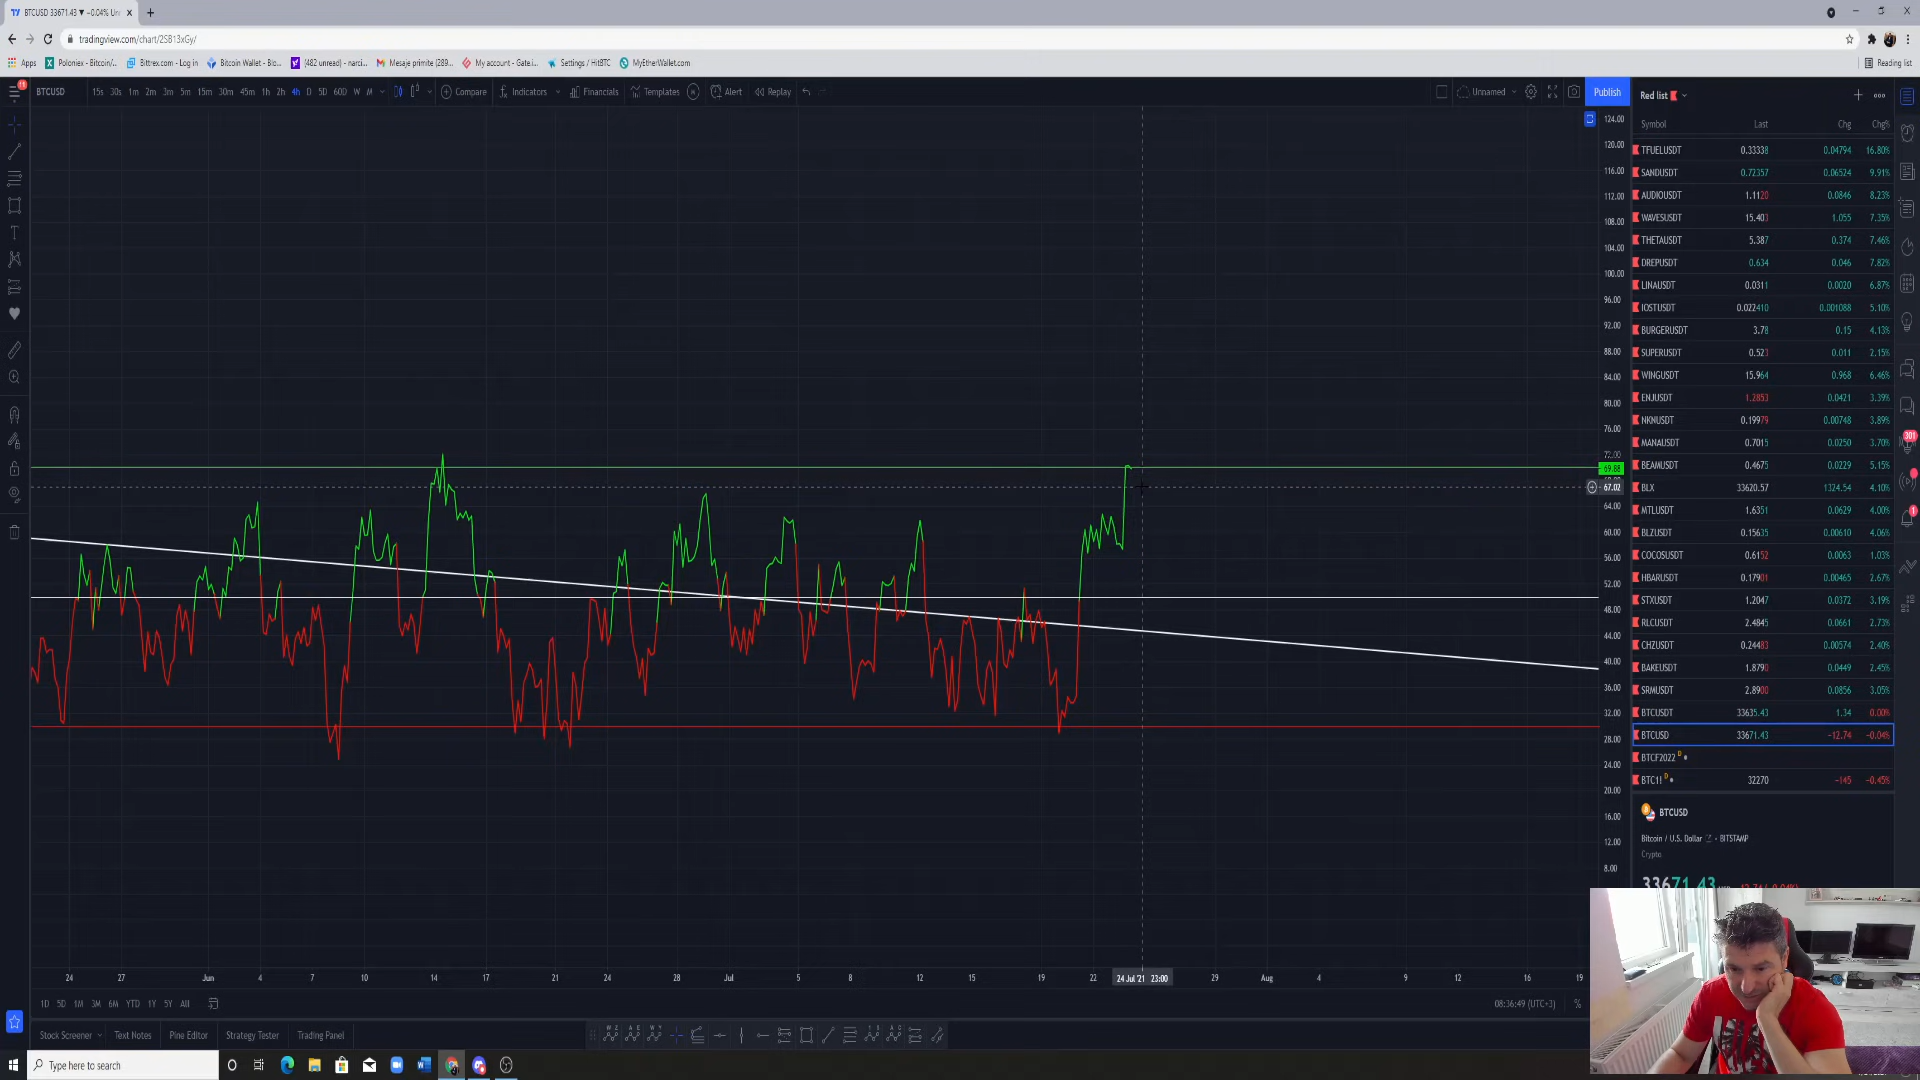 BTCUSD 33671.43 ▼ −0.04% Un
tradingview.com/chart/2SB13xGy/
Apps Poloniex - Bitcoin/... Bittrex.com - Log in Bitcoin Wallet - Blo... (482 unread) - narci... Mesaje primite (289... My account - Gate.i... Settings / HitBTC MyEtherWallet.com Reading list
BTCUSD 15s 30s 1m 2m 3m 5m 15m 30m 45m 1h 2h 4h D 5D 60D W M Compare Indicators Financials Templates Alert Replay Unnamed Publish
Red list
Symbol Last Chg Chg%
TFUELUSDT 0.33338 0.04794 16.80%
SANDUSDT 0.72357 0.06524 9.91%
AUDIOUSDT 1.1120 0.0846 8.23%
WAVESUSDT 15.403 1.055 7.35%
THETAUSDT 5.387 0.374 7.46%
DREPUSDT 0.634 0.046 7.82%
LINAUSDT 0.0311 0.0020 6.87%
IOSTUSDT 0.022410 0.001088 5.10%
BURGERUSDT 3.78 0.15 4.13%
SUPERUSDT 0.523 0.011 2.15%
WINGUSDT 15.964 0.968 6.46%
ENJUSDT 1.2853 0.0421 3.39%
NKNUSDT 0.19979 0.00748 3.89%
MANAUSDT 0.7015 0.0250 3.70%
BEAMUSDT 0.4675 0.0229 5.15%
BLX 33620.57 1324.54 4.10%
MTLUSDT 1.6351 0.0629 4.00%
BLZUSDT 0.15635 0.00610 4.06%
COCOSUSDT 0.6152 0.0063 1.03%
HBARUSDT 0.17901 0.00465 2.67%
STXUSDT 1.2047 0.0372 3.19%
RLCUSDT 2.4845 0.0661 2.73%
CHZUSDT 0.24483 0.00574 2.40%
BAKEUSDT 1.8790 0.0449 2.45%
SRMUSDT 2.8900 0.0856 3.05%
BTCUSDT 33635.43 1.34 0.00%
BTCUSD 33671.43 −12.74 −0.04%
BTCF2022 D
BTC1! D 32270 −145 −0.45%
BTCUSD
Bitcoin / U.S. Dollar BITSTAMP
Crypto
33671.43
124.00
120.00
116.00
112.00
108.00
104.00
100.00
96.00
92.00
88.00
84.00
80.00
76.00
72.00
69.88
67.02
64.00
60.00
56.00
52.00
48.00
44.00
40.00
36.00
32.00
28.00
24.00
20.00
16.00
12.00
8.00
301
24 27 Jun 4 7 10 14 17 21 24 28 Jul 5 8 12 15 19 22 24 Jul '21 23:00 29 Aug 4 9 12 16 19
1D 5D 1M 3M 6M YTD 1Y 5Y All 08:36:49 (UTC+3) %
Stock Screener Text Notes Pine Editor Strategy Tester Trading Panel
Type here to search